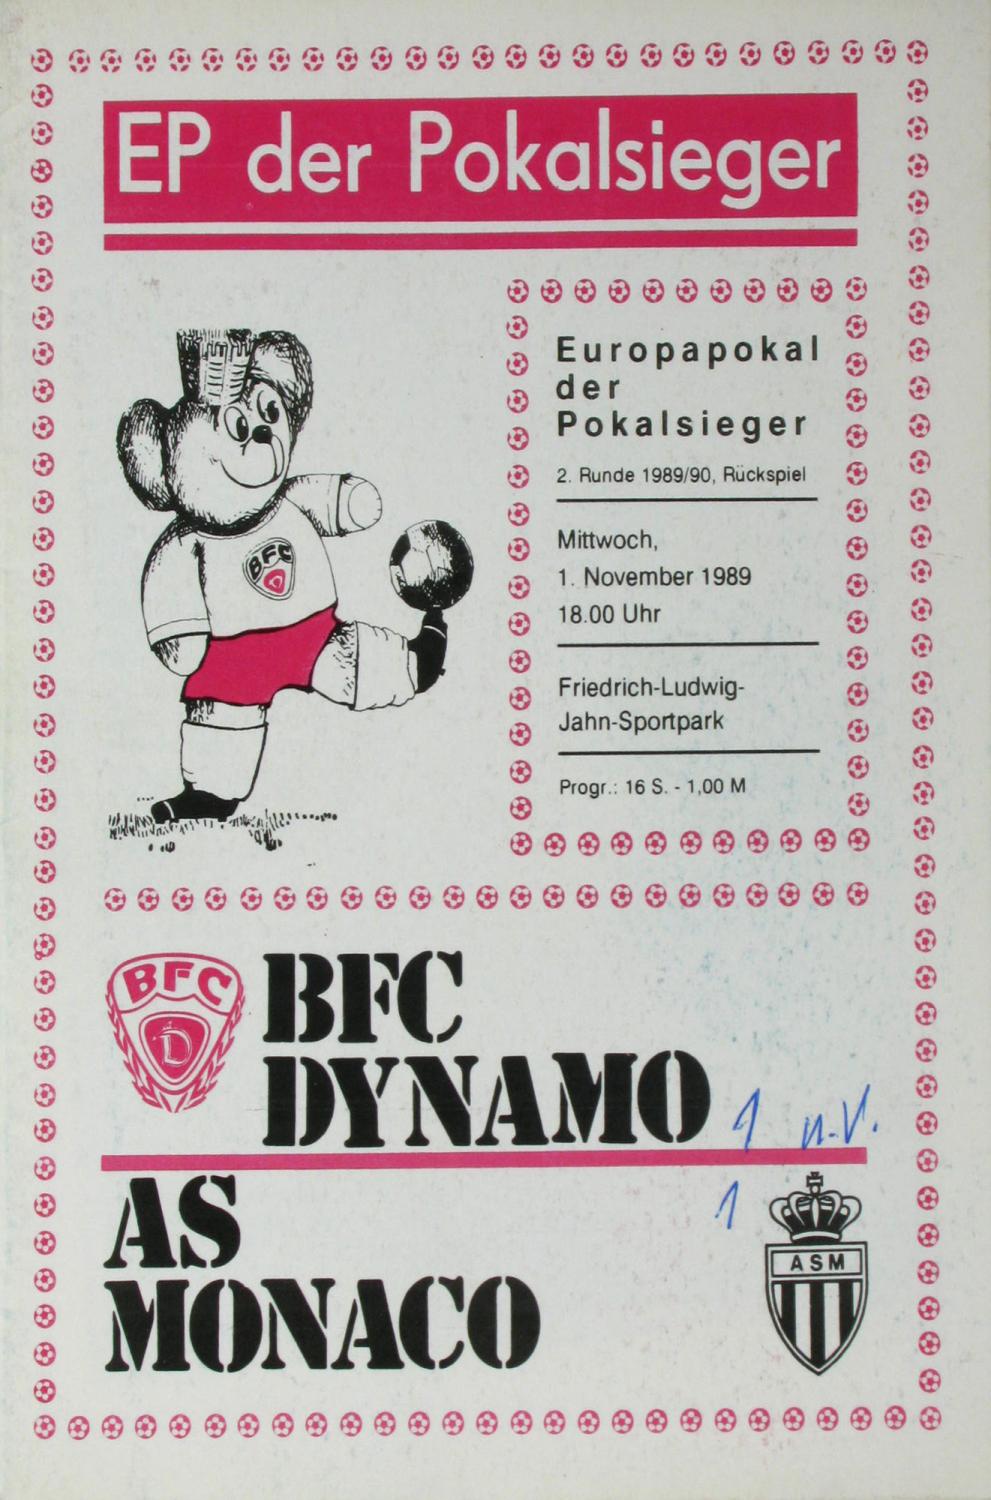 EP der Pokalsieger
Europapokal
der
Pokalsieger
2. Runde 1989/90, Rückspiel
Mittwoch,
1. November 1989
18.00 Uhr
Friedrich-Ludwig-
Jahn-Sportpark
Progr.: 16 S. - 1,00 M
BFC
D
BFC
D
BFC
DYNAMO
1 n.V.
AS
MONACO
1
ASM